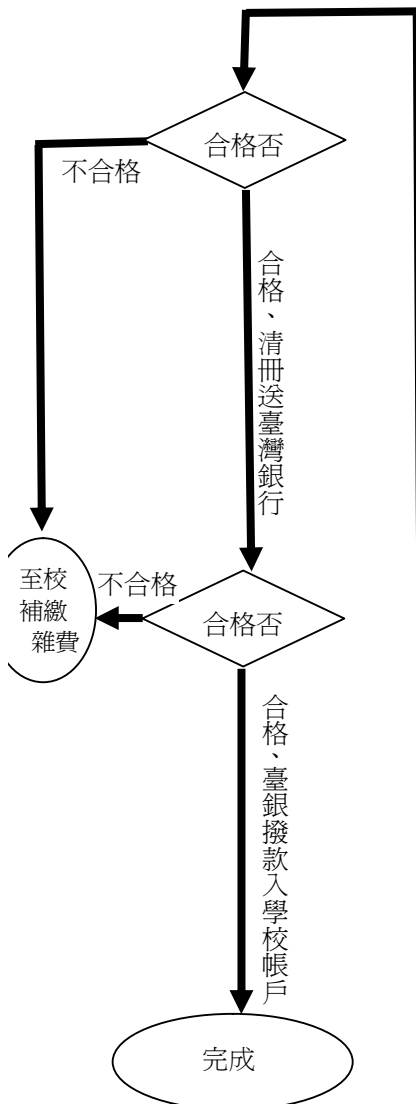 合格否
不合格
合格、清冊送臺灣銀行
至校
補繳
雜費
不合格
合格否
合格、臺銀撥款入學校帳戶
完成